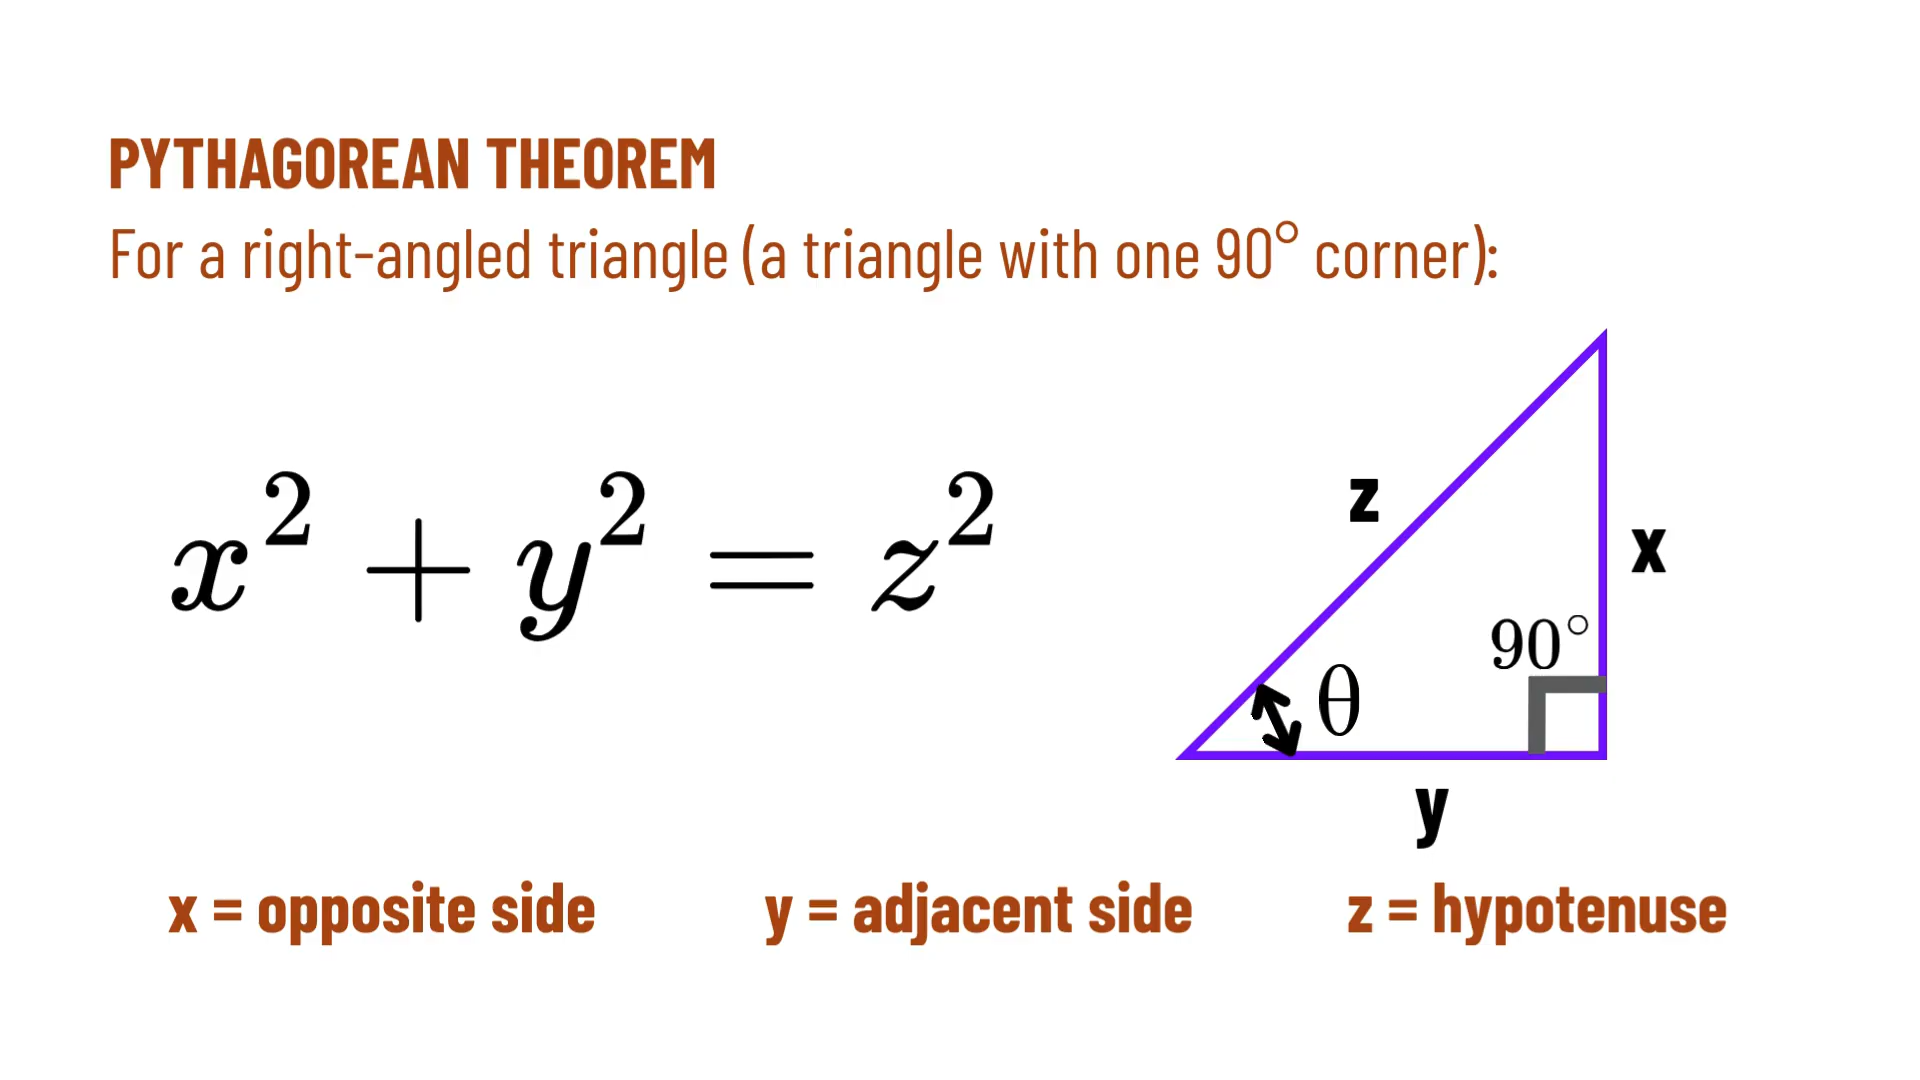 PYTHAGOREAN THEOREM
For a right-angled triangle (a triangle with one 90° corner):
x² + y² = z²
z
x
90°
θ
y
x = opposite side
y = adjacent side
z = hypotenuse